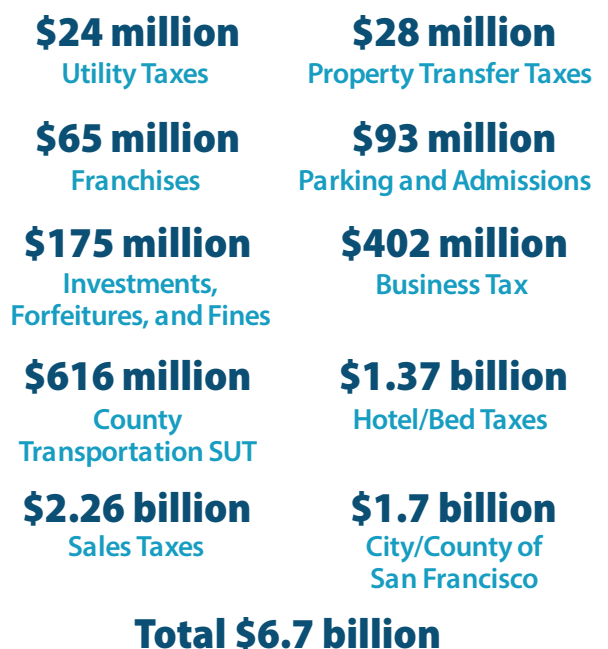 $24 million
Utility Taxes
$28 million
Property Transfer Taxes
$65 million
Franchises
$93 million
Parking and Admissions
$175 million
Investments,
Forfeitures, and Fines
$402 million
Business Tax
$616 million
County
Transportation SUT
$1.37 billion
Hotel/Bed Taxes
$2.26 billion
Sales Taxes
$1.7 billion
City/County of
San Francisco
Total $6.7 billion